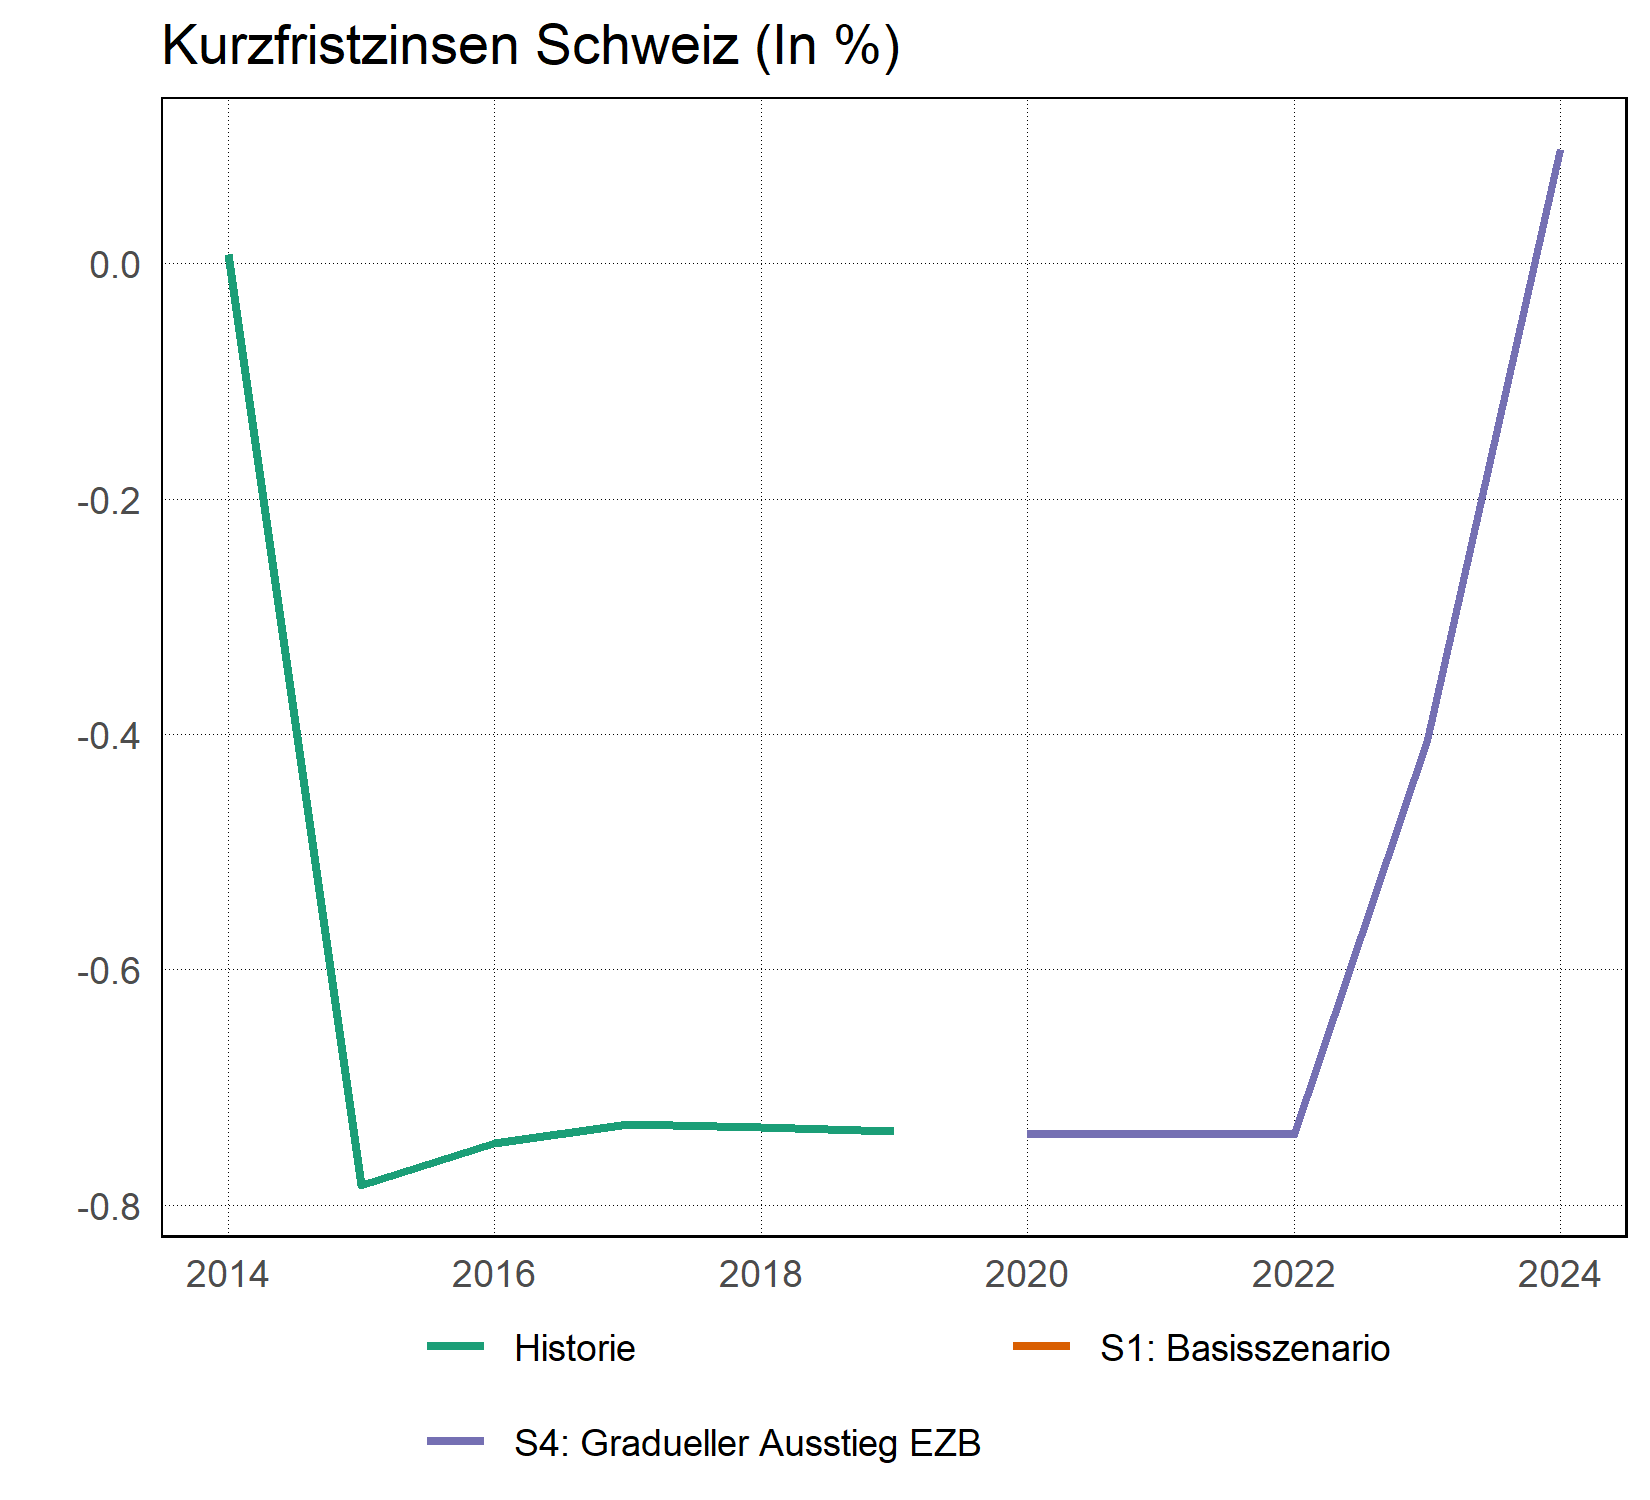 Kurzfristzinsen Schweiz (In %)
0.0
-0.2
-0.4
-0.6
-0.8
2014 2016 2018 2020 2022 2024
Historie S1: Basisszenario
S4: Gradueller Ausstieg EZB